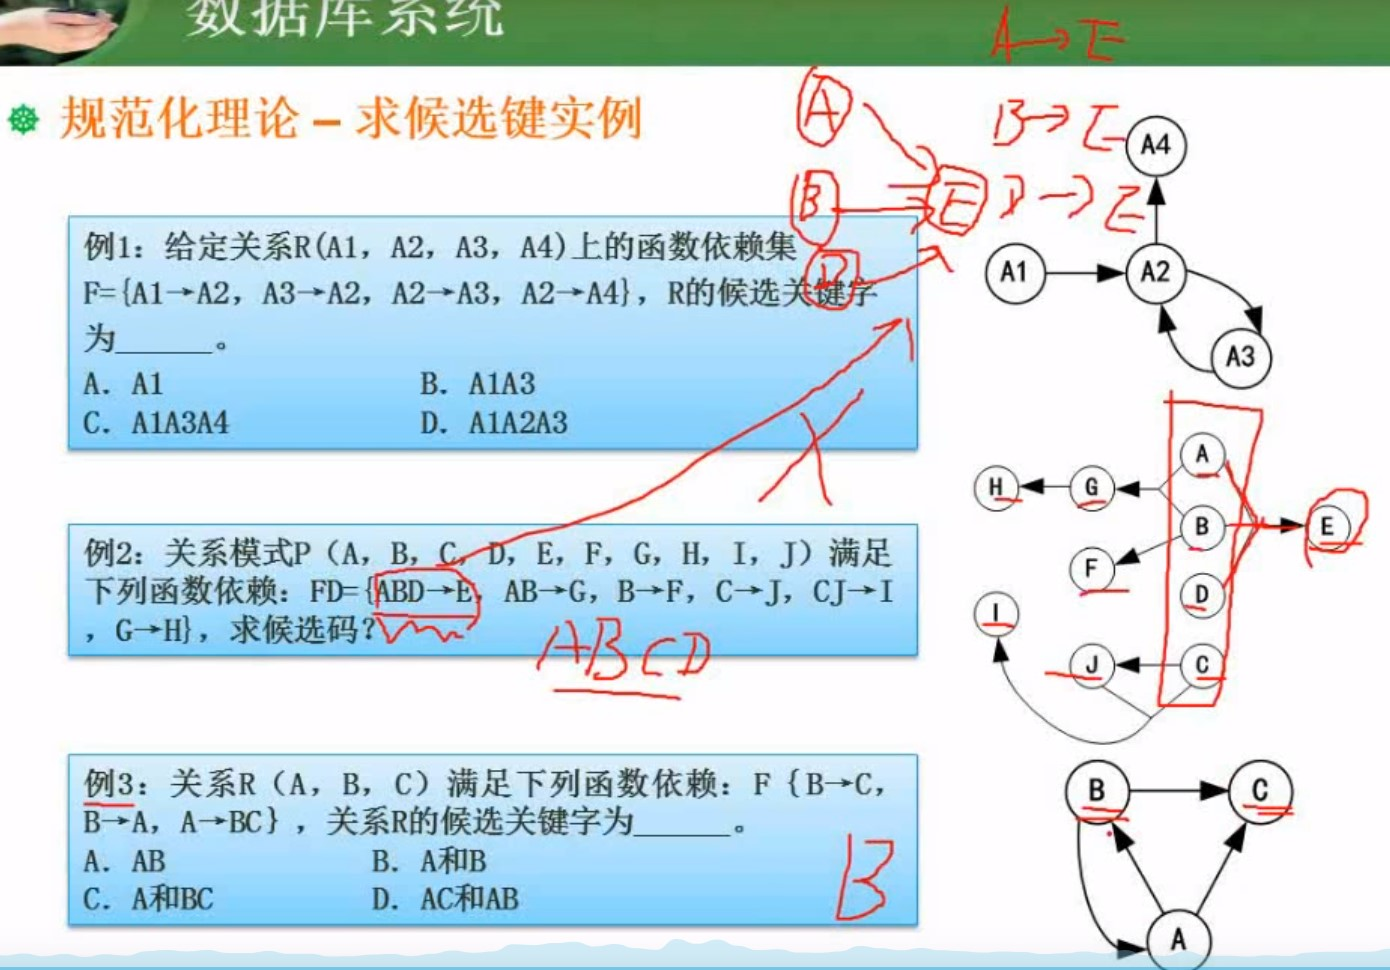 数据库系统
A→E
规范化理论－求候选键实例
A
B→E
B
E
D→E
D
例1：给定关系R(A1，A2，A3，A4)上的函数依赖集
F={A1→A2，A3→A2，A2→A3，A2→A4}，R的候选关键字
为______。
A．A1 B．A1A3
C．A1A3A4 D．A1A2A3
A4
A1
A2
A3
例2：关系模式P（A，B，C，D，E，F，G，H，I，J）满足
下列函数依赖：FD={ABD→E，AB→G，B→F，C→J，CJ→I
，G→H}，求候选码？
ABCD
A
H
G
B
E
F
D
I
J
C
例3：关系R（A，B，C）满足下列函数依赖：F｛B→C，
B→A，A→BC｝，关系R的候选关键字为______。
A．AB B．A和B
C．A和BC D．AC和AB
B
B
C
A